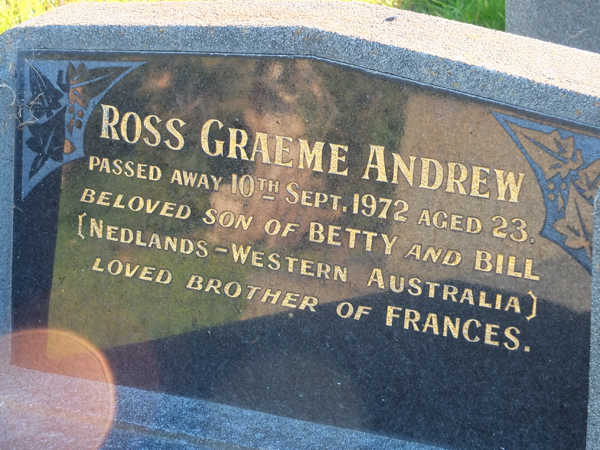 ROSS GRAEME ANDREW
PASSED AWAY 10TH SEPT. 1972 AGED 23.
BELOVED SON OF BETTY AND BILL
[NEDLANDS - WESTERN AUSTRALIA]
LOVED BROTHER OF FRANCES.